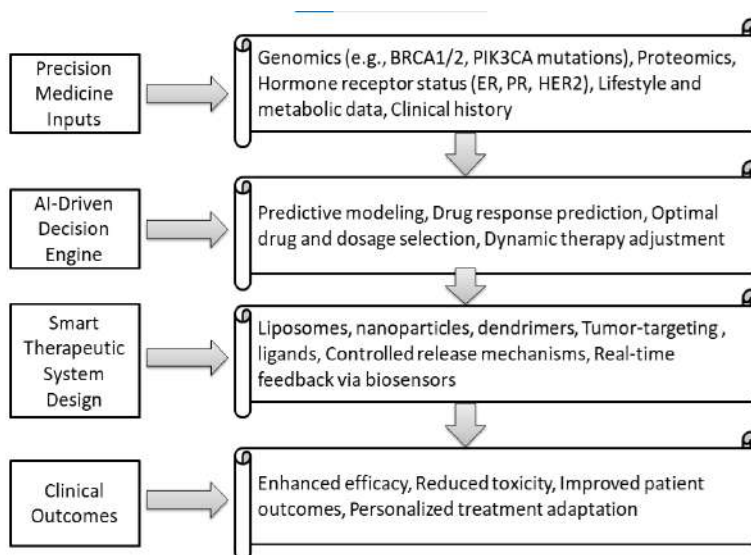 Precision
Medicine
Inputs
Genomics (e.g., BRCA1/2, PIK3CA mutations), Proteomics,
Hormone receptor status (ER, PR, HER2), Lifestyle and
metabolic data, Clinical history
AI-Driven
Decision
Engine
Predictive modeling, Drug response prediction, Optimal
drug and dosage selection, Dynamic therapy adjustment
Smart
Therapeutic
System
Design
Liposomes, nanoparticles, dendrimers, Tumor-targeting ,
ligands, Controlled release mechanisms, Real-time
feedback via biosensors
Clinical
Outcomes
Enhanced efficacy, Reduced toxicity, Improved patient
outcomes, Personalized treatment adaptation